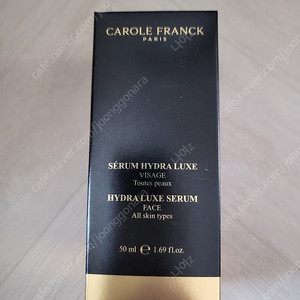 CAROLE FRANCK
PARIS
SÉRUM HYDRA LUXE
VISAGE
Toutes peaux
HYDRA LUXE SERUM
FACE
All skin types
50 ml ℮ 1.69 fl.oz.